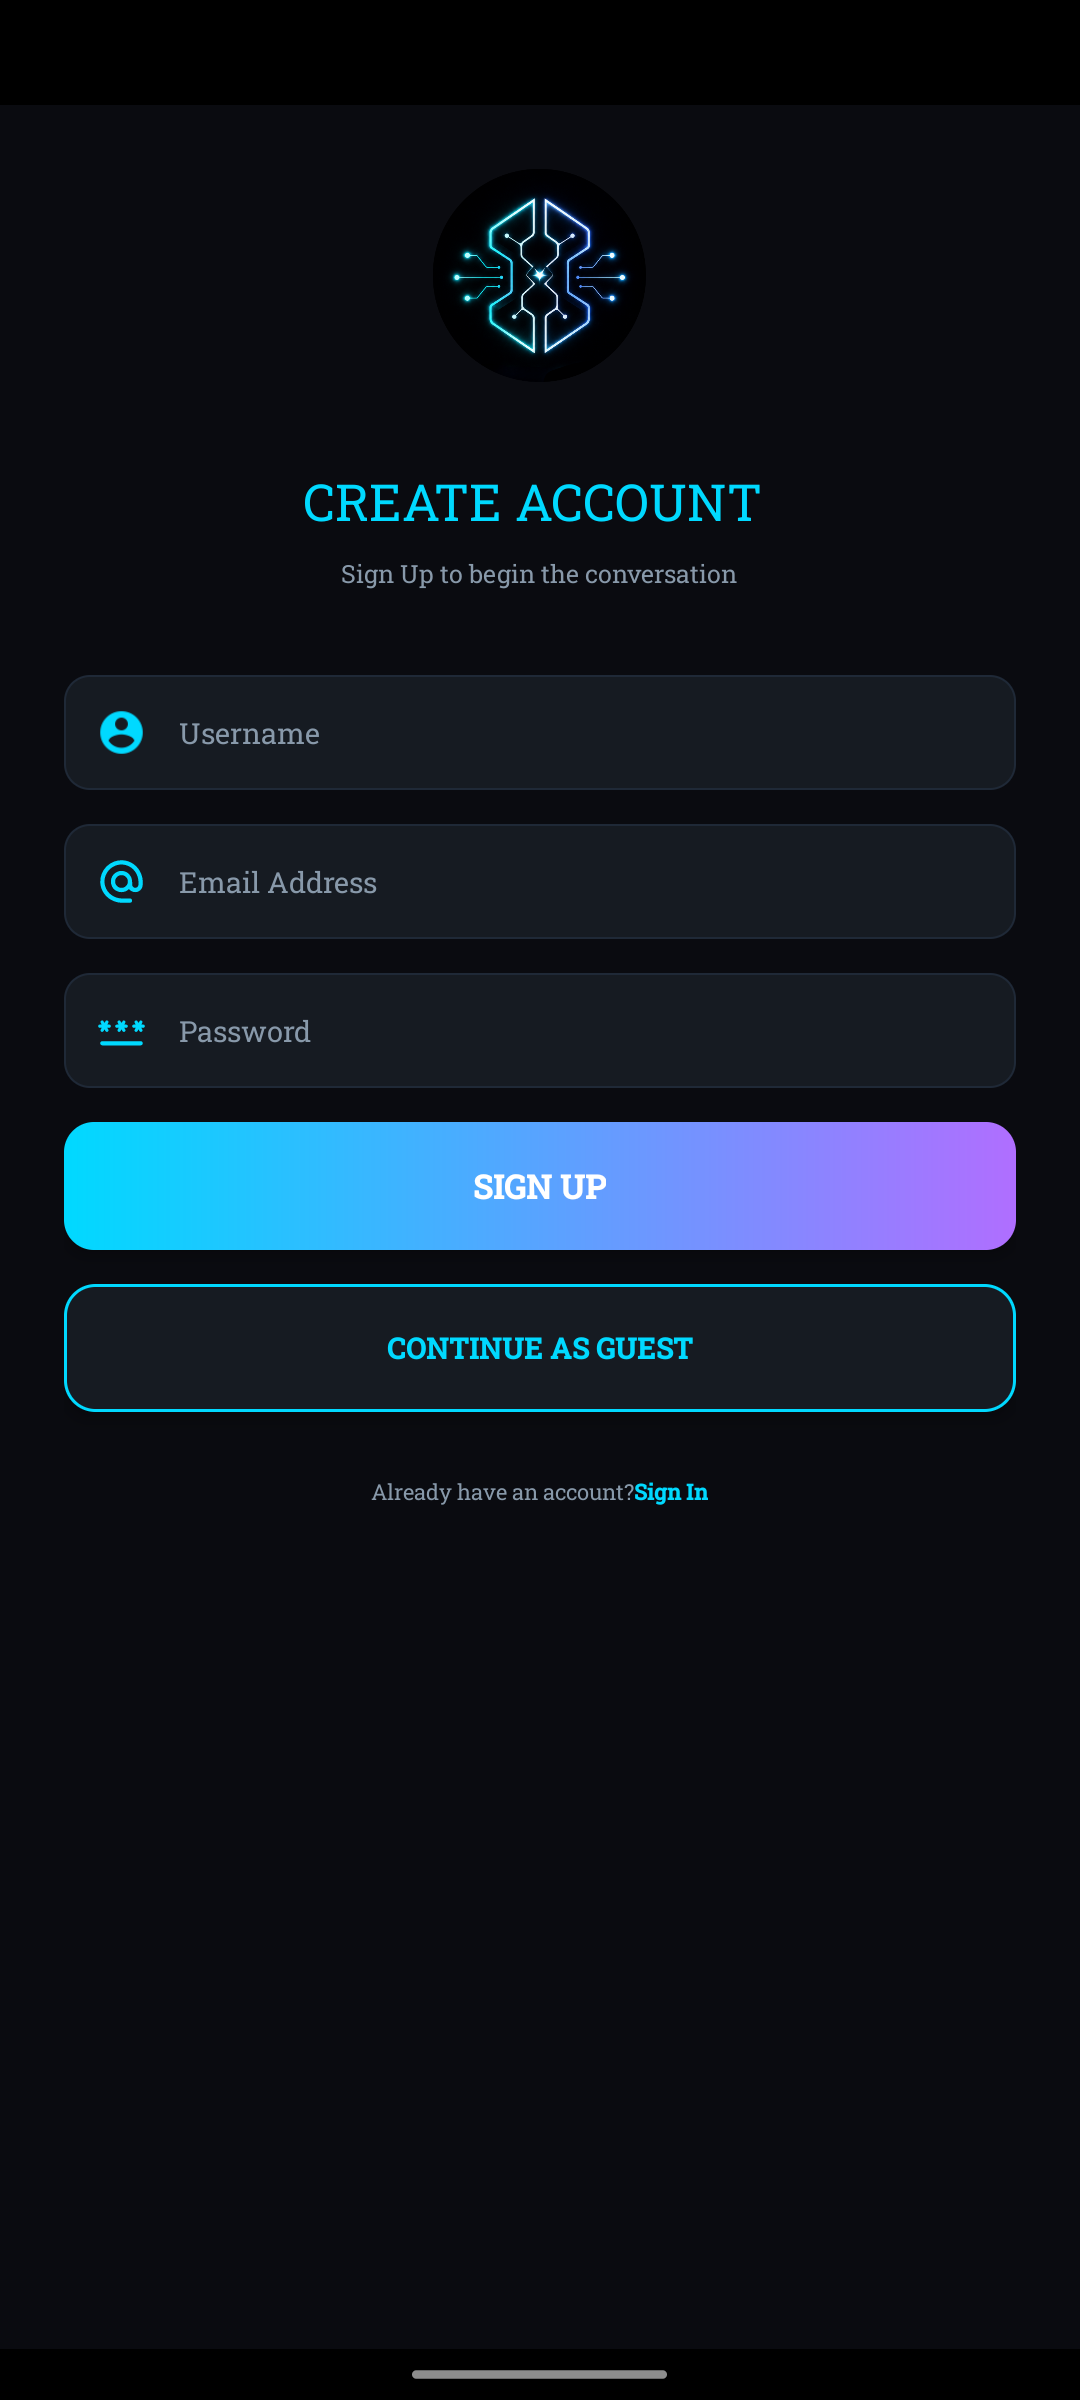 CREATE ACCOUNT
Sign Up to begin the conversation
Username
Email Address
Password
SIGN UP
CONTINUE AS GUEST
Already have an account?Sign In